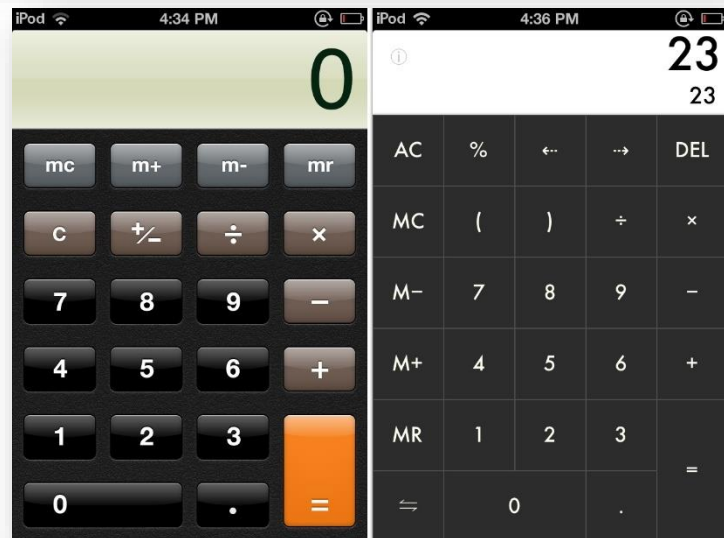 iPod 4:34 PM
0
mc m+ m- mr
c +/− ÷ ×
7 8 9 −
4 5 6 +
1 2 3
0 . =
iPod 4:36 PM
23
23
AC % ⇠ ⇢ DEL
MC ( ) ÷ ×
M− 7 8 9 −
M+ 4 5 6 +
MR 1 2 3
⇋ 0 . =